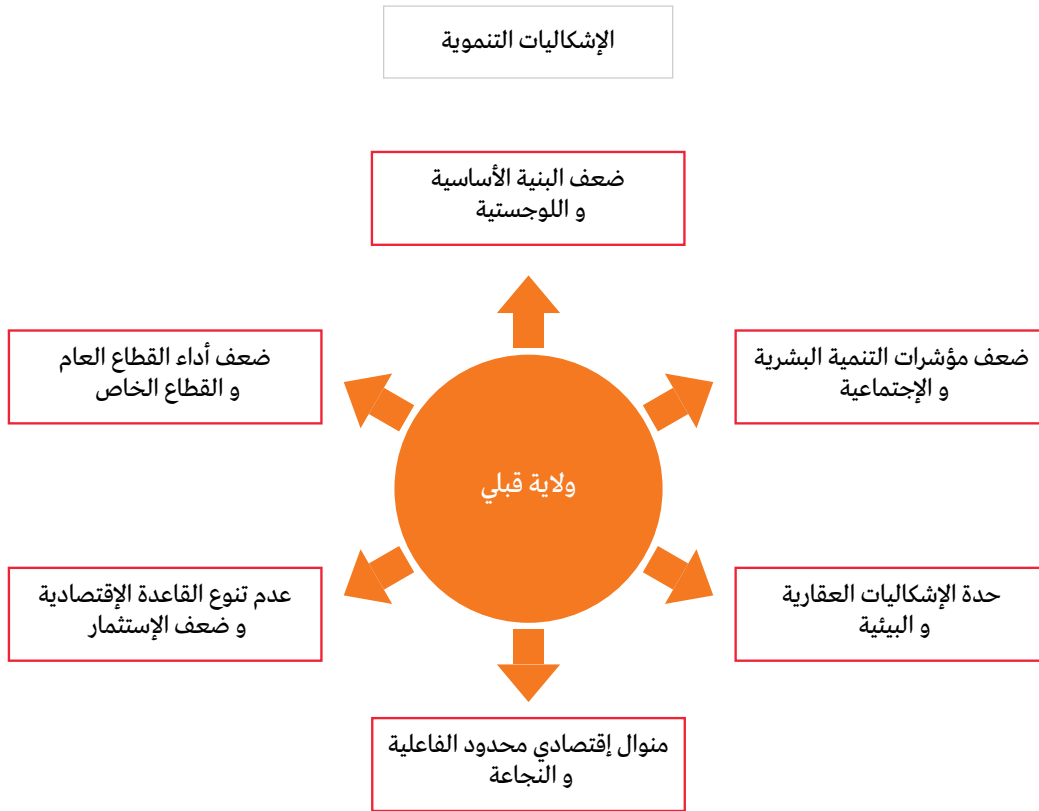 الإشكاليات التنموية
ضعف البنية الأساسية
و اللوجستية
ضعف مؤشرات التنمية البشرية
و الإجتماعية
ضعف أداء القطاع العام
و القطاع الخاص
ولاية قبلي
حدة الإشكاليات العقارية
و البيئية
عدم تنوع القاعدة الإقتصادية
و ضعف الإستثمار
منوال إقتصادي محدود الفاعلية
و النجاعة